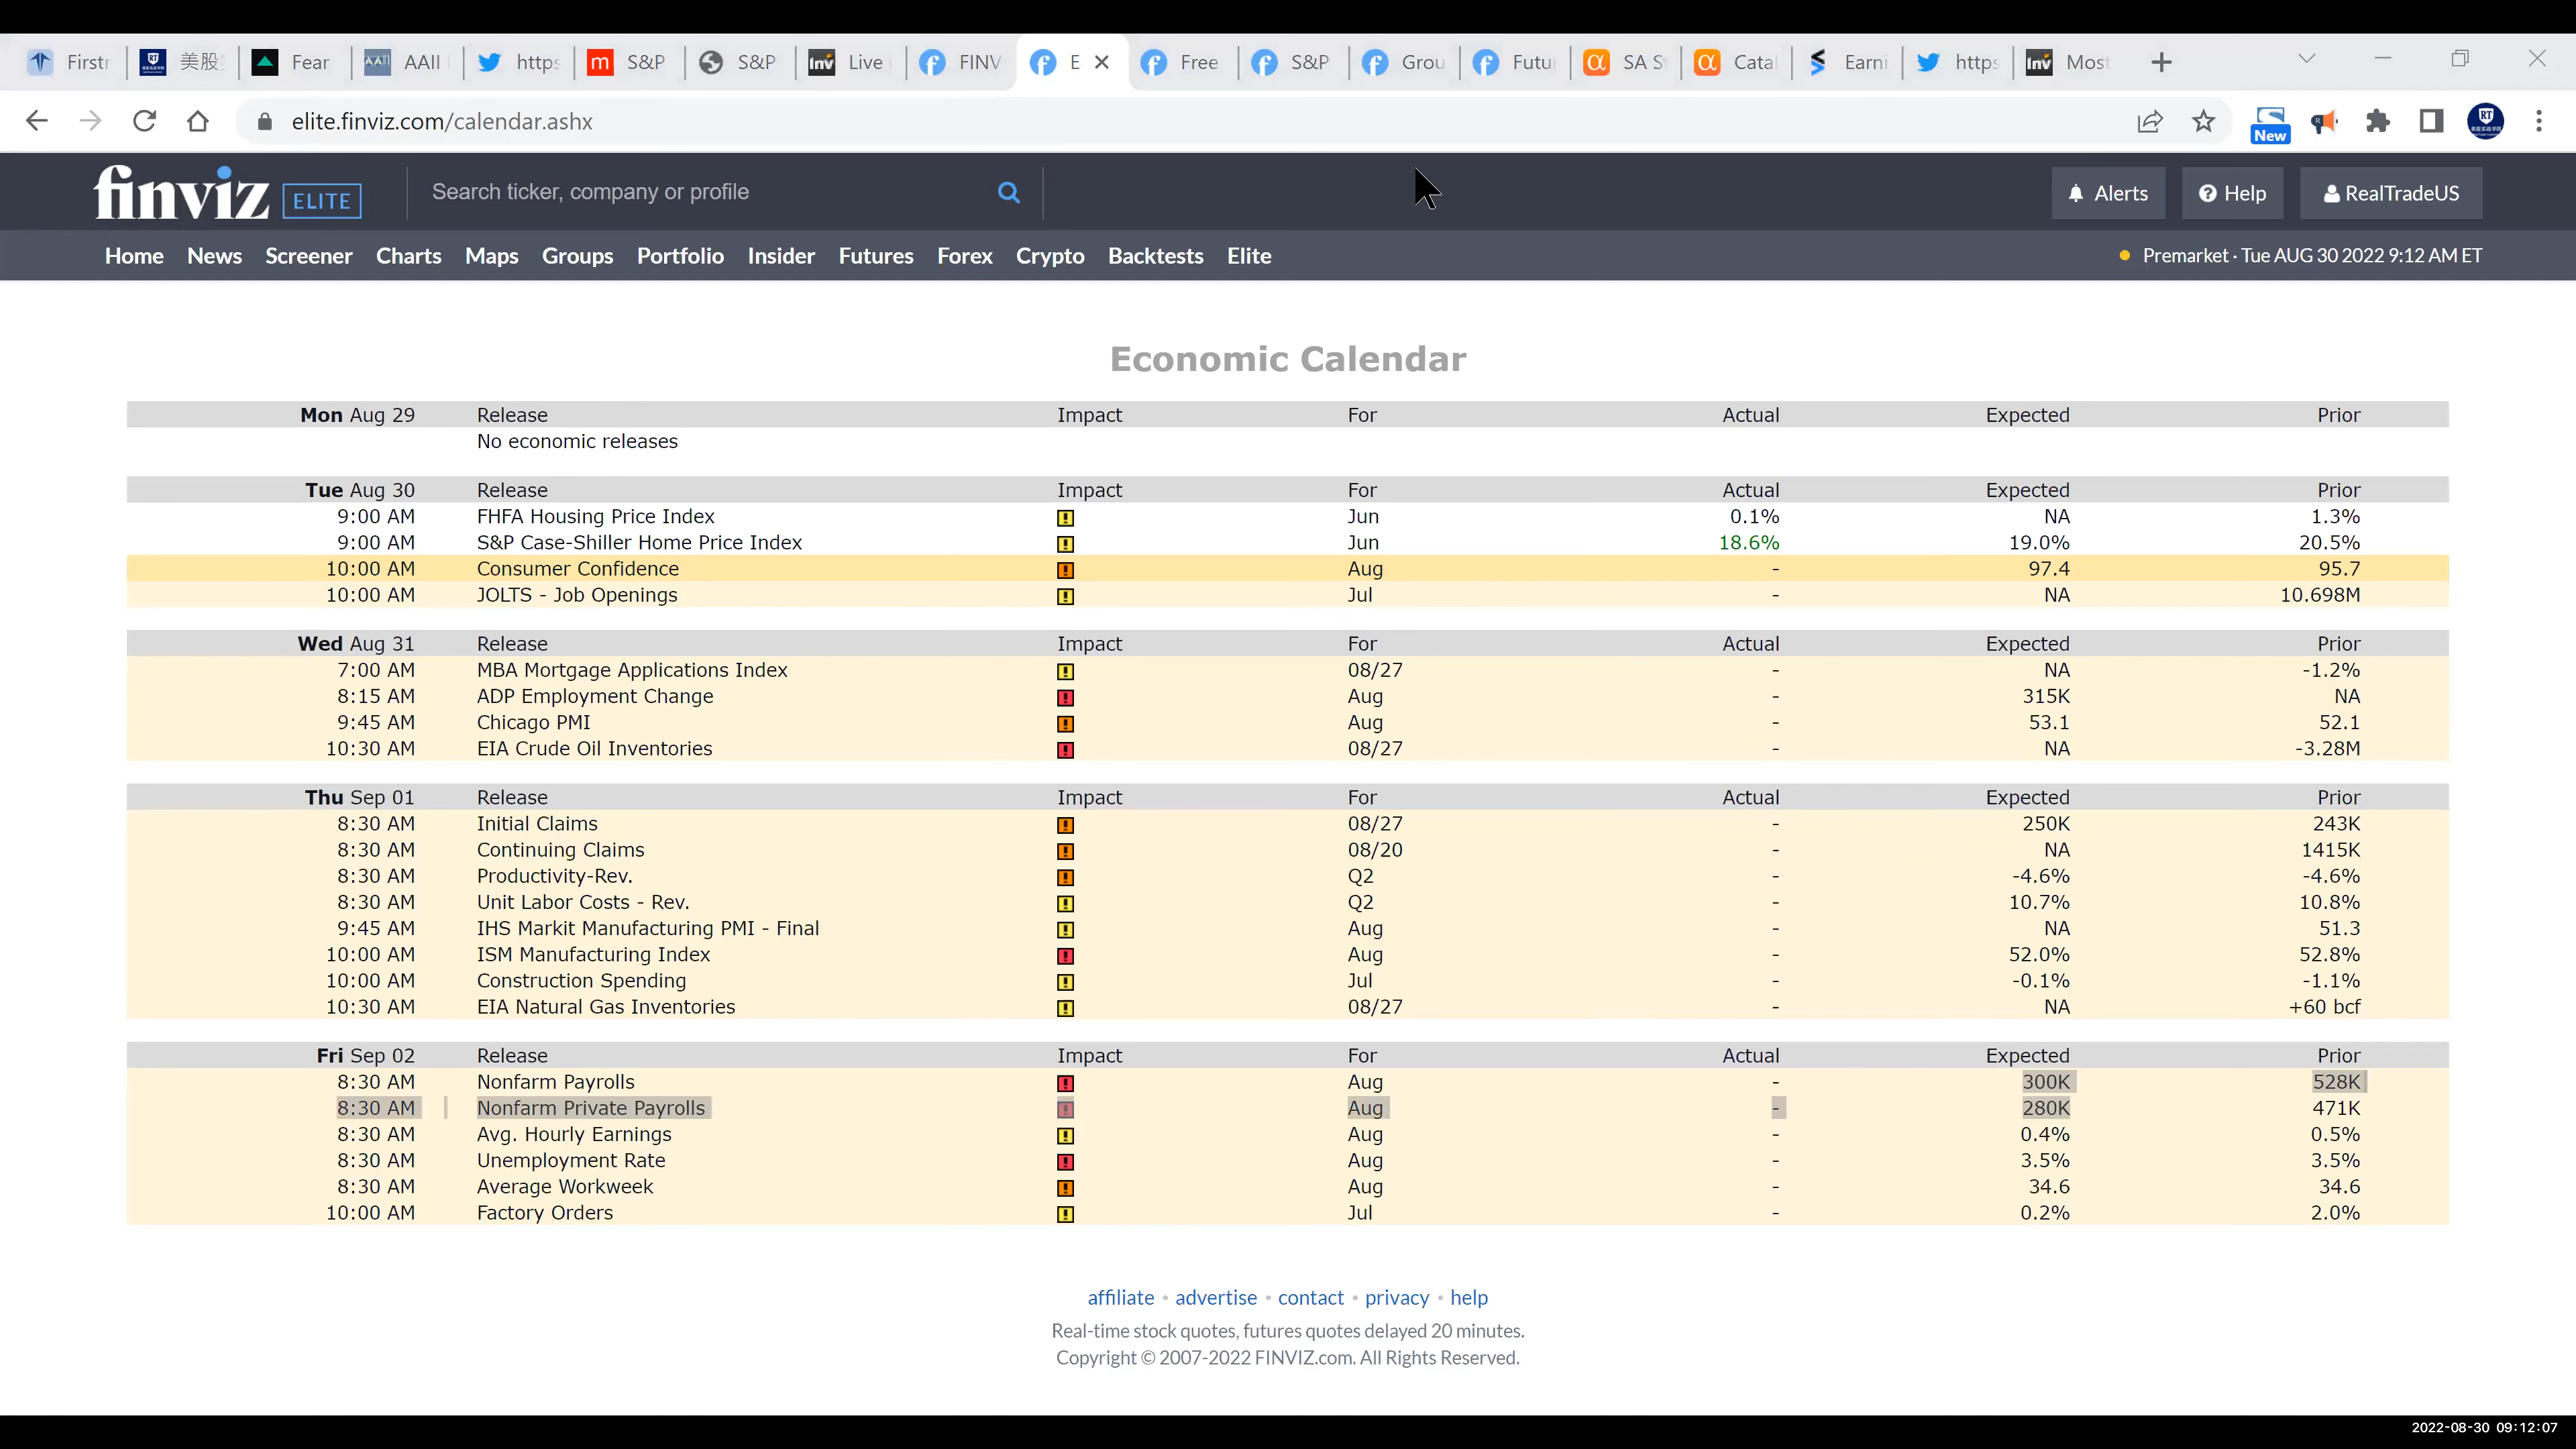 Firstr 美股 Fear AAII https S&P S&P Live FINV E Free S&P Grou Futu SA S Catal Earni https Most
elite.finviz.com/calendar.ashx
New
finviz ELITE Search ticker, company or profile Alerts Help RealTradeUS
Home News Screener Charts Maps Groups Portfolio Insider Futures Forex Crypto Backtests Elite Premarket · Tue AUG 30 2022 9:12 AM ET
Economic Calendar
Mon Aug 29 Release Impact For Actual Expected Prior
No economic releases
Tue Aug 30 Release Impact For Actual Expected Prior
9:00 AM FHFA Housing Price Index Jun 0.1% NA 1.3%
9:00 AM S&P Case-Shiller Home Price Index Jun 18.6% 19.0% 20.5%
10:00 AM Consumer Confidence Aug - 97.4 95.7
10:00 AM JOLTS - Job Openings Jul - NA 10.698M
Wed Aug 31 Release Impact For Actual Expected Prior
7:00 AM MBA Mortgage Applications Index 08/27 - NA -1.2%
8:15 AM ADP Employment Change Aug - 315K NA
9:45 AM Chicago PMI Aug - 53.1 52.1
10:30 AM EIA Crude Oil Inventories 08/27 - NA -3.28M
Thu Sep 01 Release Impact For Actual Expected Prior
8:30 AM Initial Claims 08/27 - 250K 243K
8:30 AM Continuing Claims 08/20 - NA 1415K
8:30 AM Productivity-Rev. Q2 - -4.6% -4.6%
8:30 AM Unit Labor Costs - Rev. Q2 - 10.7% 10.8%
9:45 AM IHS Markit Manufacturing PMI - Final Aug - NA 51.3
10:00 AM ISM Manufacturing Index Aug - 52.0% 52.8%
10:00 AM Construction Spending Jul - -0.1% -1.1%
10:30 AM EIA Natural Gas Inventories 08/27 - NA +60 bcf
Fri Sep 02 Release Impact For Actual Expected Prior
8:30 AM Nonfarm Payrolls Aug - 300K 528K
8:30 AM Nonfarm Private Payrolls Aug - 280K 471K
8:30 AM Avg. Hourly Earnings Aug - 0.4% 0.5%
8:30 AM Unemployment Rate Aug - 3.5% 3.5%
8:30 AM Average Workweek Aug - 34.6 34.6
10:00 AM Factory Orders Jul - 0.2% 2.0%
affiliate • advertise • contact • privacy • help
Real-time stock quotes, futures quotes delayed 20 minutes.
Copyright © 2007-2022 FINVIZ.com. All Rights Reserved.
2022-08-30 09:12:07